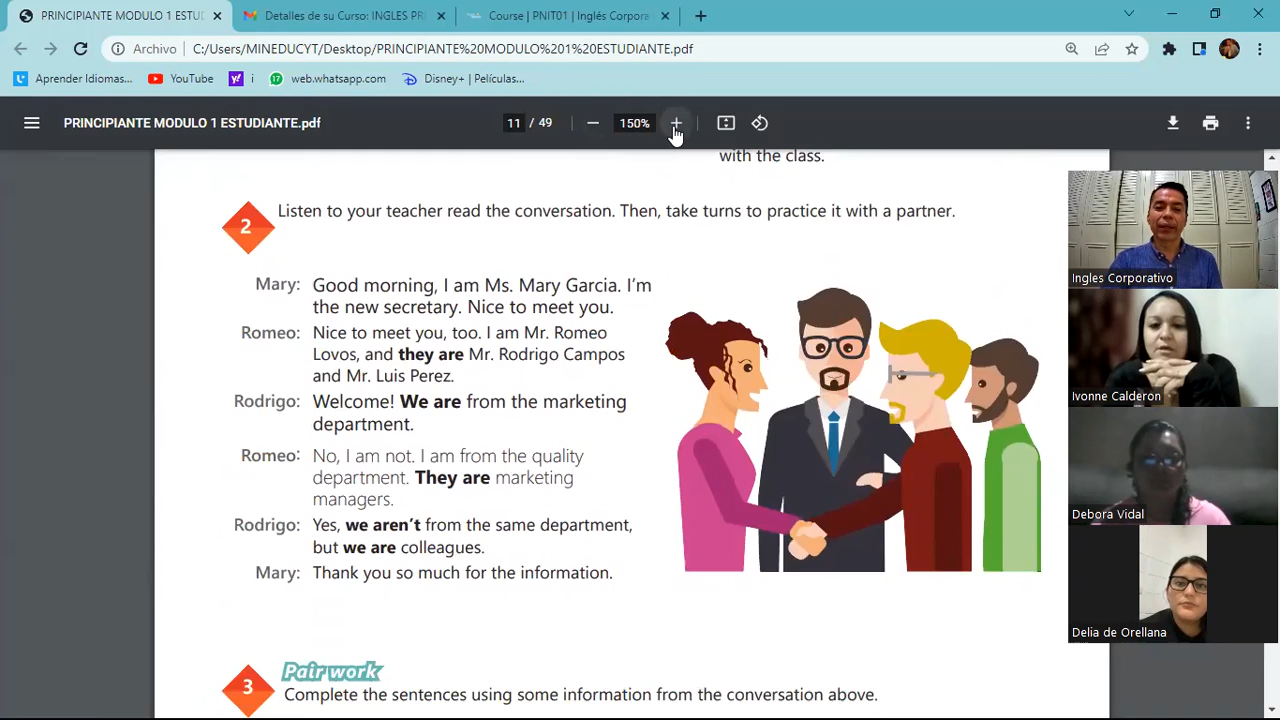 PRINCIPIANTE MODULO 1 ESTUD
Detalles de su Curso: INGLES PR
Course | PNIT01 | Inglés Corpora
Archivo
C:/Users/MINEDUCYT/Desktop/PRINCIPIANTE%20MODULO%201%20ESTUDIANTE.pdf
Aprender Idiomas...
YouTube
i
web.whatsapp.com
Disney+ | Películas,...
PRINCIPIANTE MODULO 1 ESTUDIANTE.pdf
11 / 49
150%
with the class.
2
Listen to your teacher read the conversation. Then, take turns to practice it with a partner.
Mary: Good morning, I am Ms. Mary Garcia. I'm
the new secretary. Nice to meet you.
Romeo: Nice to meet you, too. I am Mr. Romeo
Lovos, and they are Mr. Rodrigo Campos
and Mr. Luis Perez.
Rodrigo: Welcome! We are from the marketing
department.
Romeo: No, I am not. I am from the quality
department. They are marketing
managers.
Rodrigo: Yes, we aren't from the same department,
but we are colleagues.
Mary: Thank you so much for the information.
Pair work
3
Complete the sentences using some information from the conversation above.
Ingles Corporativo
Ivonne Calderon
Debora Vidal
Delia de Orellana